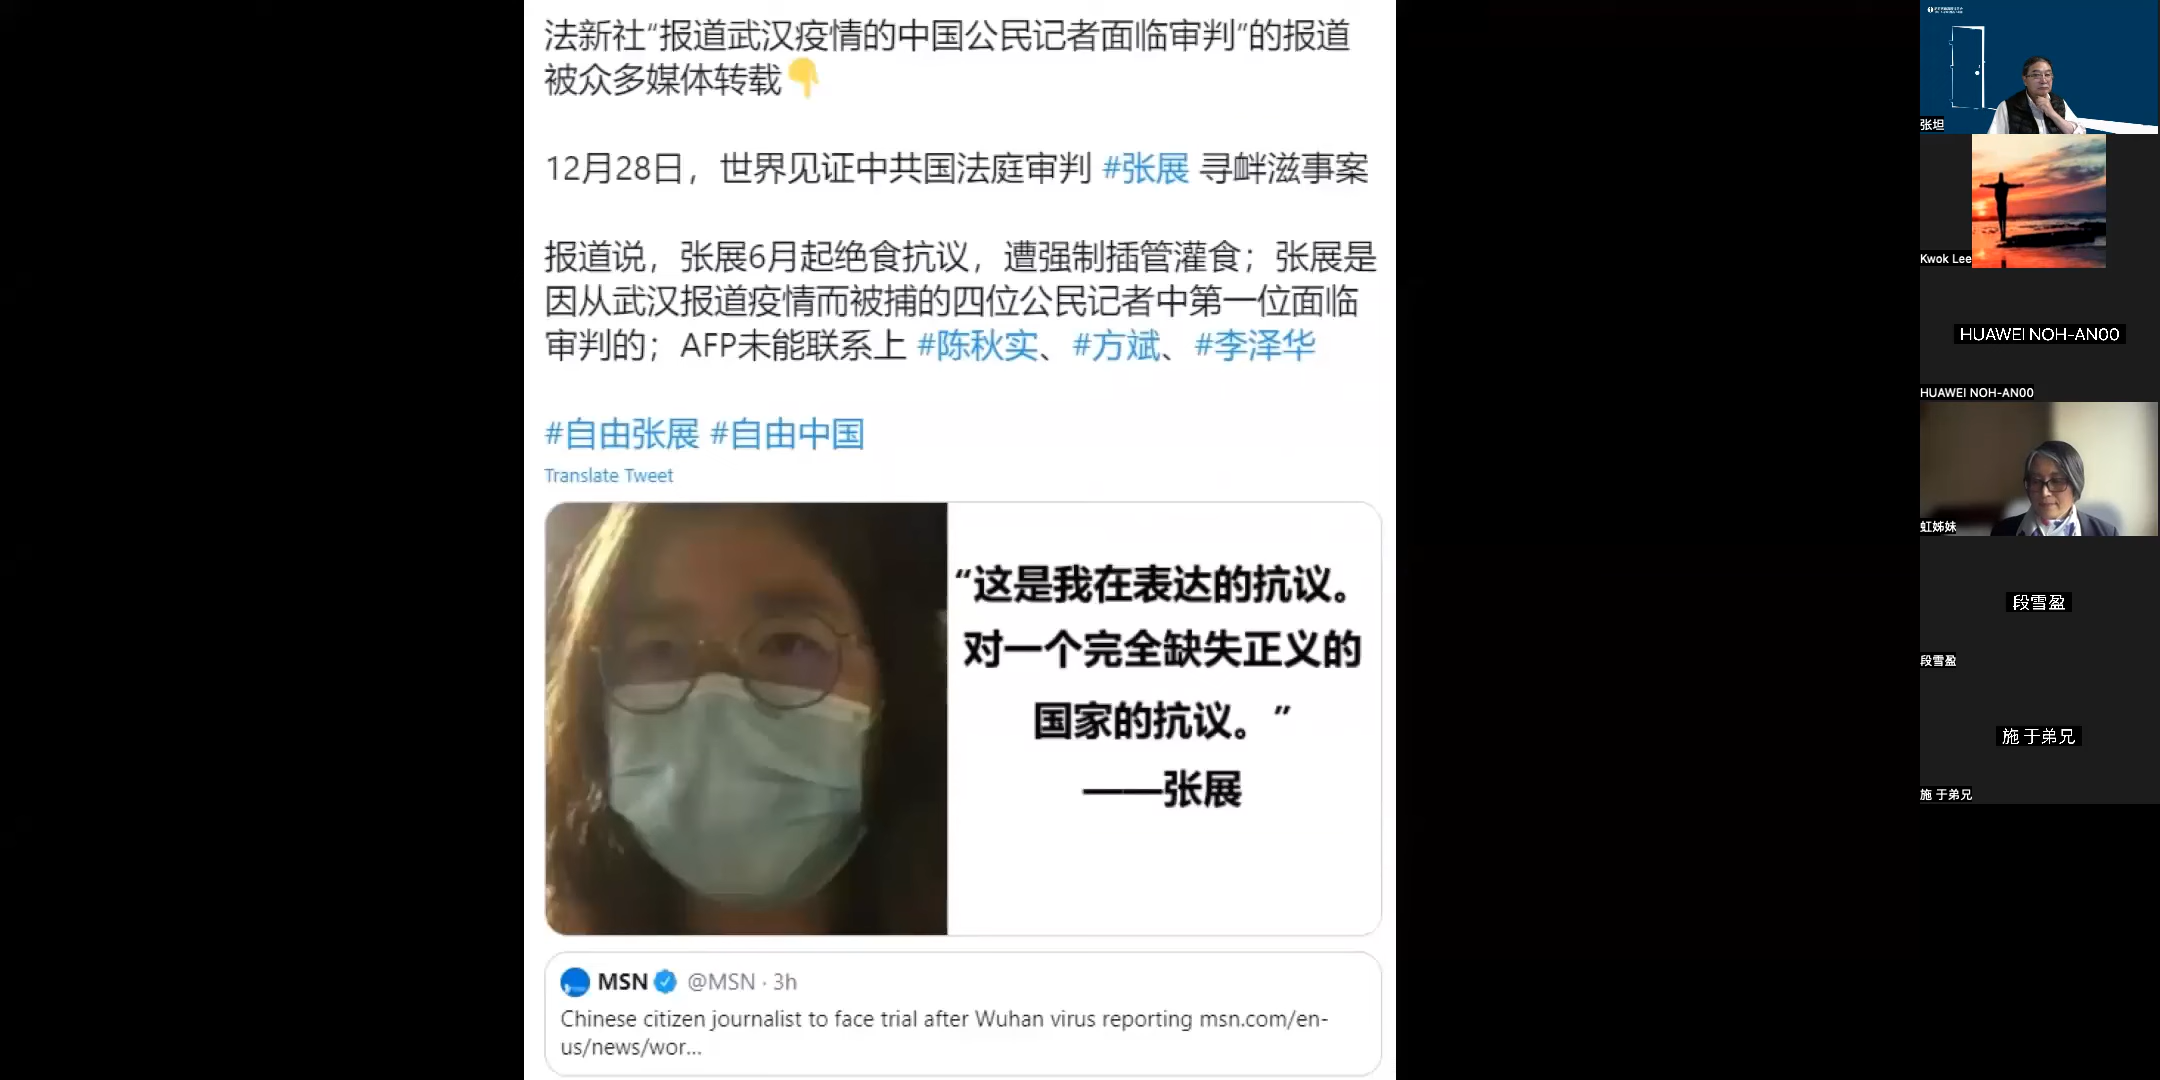 法新社“报道武汉疫情的中国公民记者面临审判”的报道
被众多媒体转载👇
12月28日，世界见证中共国法庭审判 #张展 寻衅滋事案
报道说，张展6月起绝食抗议，遭强制插管灌食；张展是
因从武汉报道疫情而被捕的四位公民记者中第一位面临
审判的；AFP未能联系上 #陈秋实、#方斌、#李泽华
#自由张展 #自由中国
Translate Tweet
“这是我在表达的抗议。
对一个完全缺失正义的
国家的抗议。”
——张展
MSN @MSN · 3h
Chinese citizen journalist to face trial after Wuhan virus reporting msn.com/en-
us/news/wor...
张坦
Kwok Lee
HUAWEI NOH-AN00
HUAWEI NOH-AN00
虹姊妹
段雪盈
段雪盈
施 于弟兄
施 于弟兄